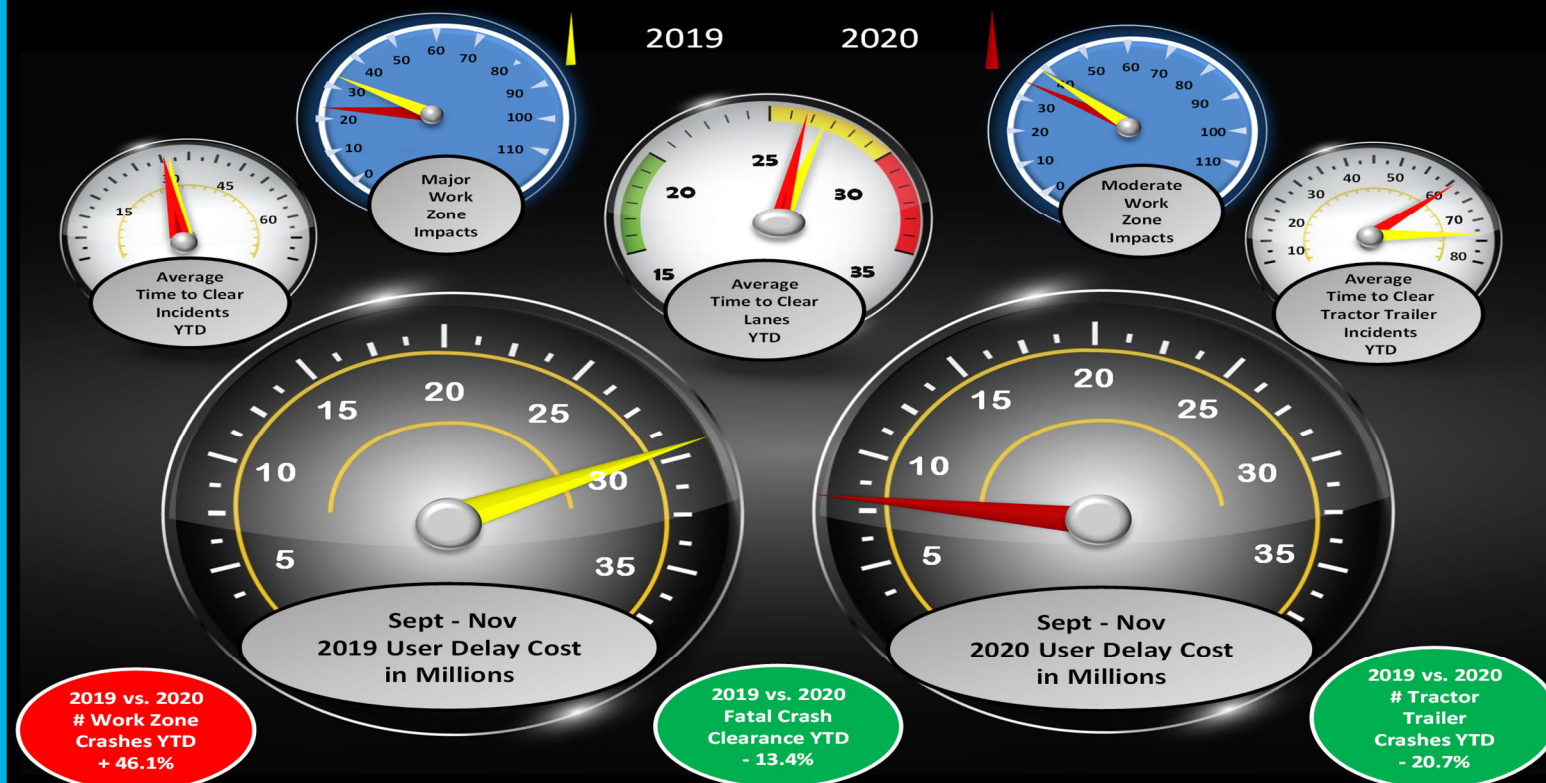 2019 2020
0 10 20 30 40 50 60 70 80 90 100 110
Major
Work
Zone
Impacts
0 10 20 30 40 50 60 70 80 90 100 110
Moderate
Work
Zone
Impacts
15 30 45 60
Average
Time to Clear
Incidents
YTD
15 20 25 30 35
Average
Time to Clear
Lanes
YTD
10 20 30 40 50 60 70 80
Average
Time to Clear
Tractor Trailer
Incidents
YTD
5 10 15 20 25 30 35
Sept - Nov
2019 User Delay Cost
in Millions
5 10 15 20 25 30 35
Sept - Nov
2020 User Delay Cost
in Millions
2019 vs. 2020
# Work Zone
Crashes YTD
+ 46.1%
2019 vs. 2020
Fatal Crash
Clearance YTD
- 13.4%
2019 vs. 2020
# Tractor
Trailer
Crashes YTD
- 20.7%